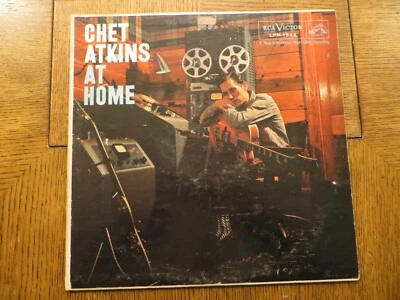 CHET
ATKINS
AT
HOME
RCA VICTOR
LPM-1544